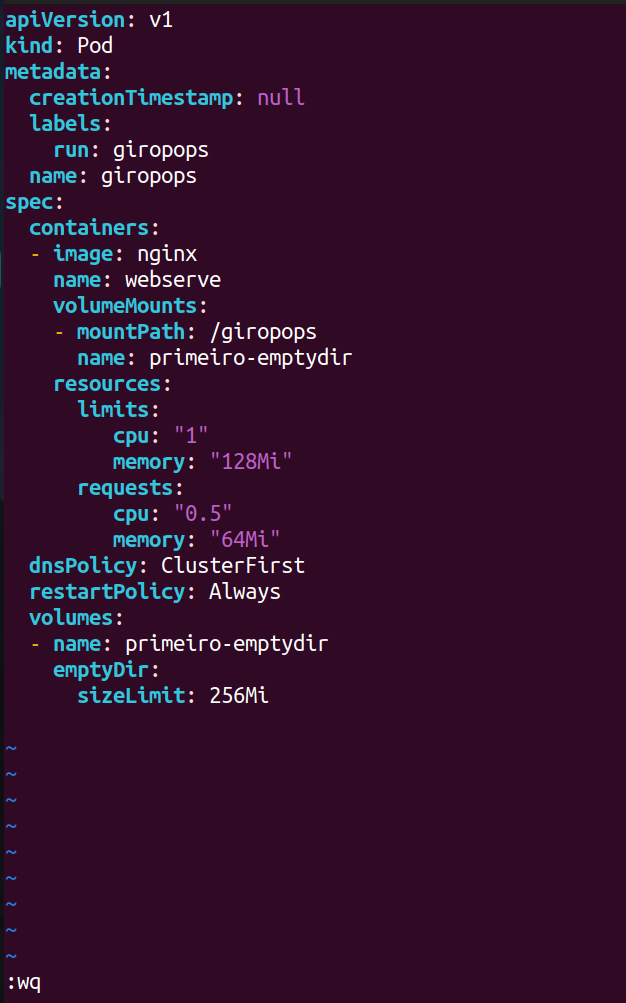 apiVersion: v1
kind: Pod
metadata:
  creationTimestamp: null
  labels:
    run: giropops
  name: giropops
spec:
  containers:
  - image: nginx
    name: webserve
    volumeMounts:
    - mountPath: /giropops
      name: primeiro-emptydir
    resources:
      limits:
         cpu: "1"
         memory: "128Mi"
      requests:
         cpu: "0.5"
         memory: "64Mi"
  dnsPolicy: ClusterFirst
  restartPolicy: Always
  volumes:
  - name: primeiro-emptydir
    emptyDir:
      sizeLimit: 256Mi

~
~
~
~
~
~
~
~
~
:wq